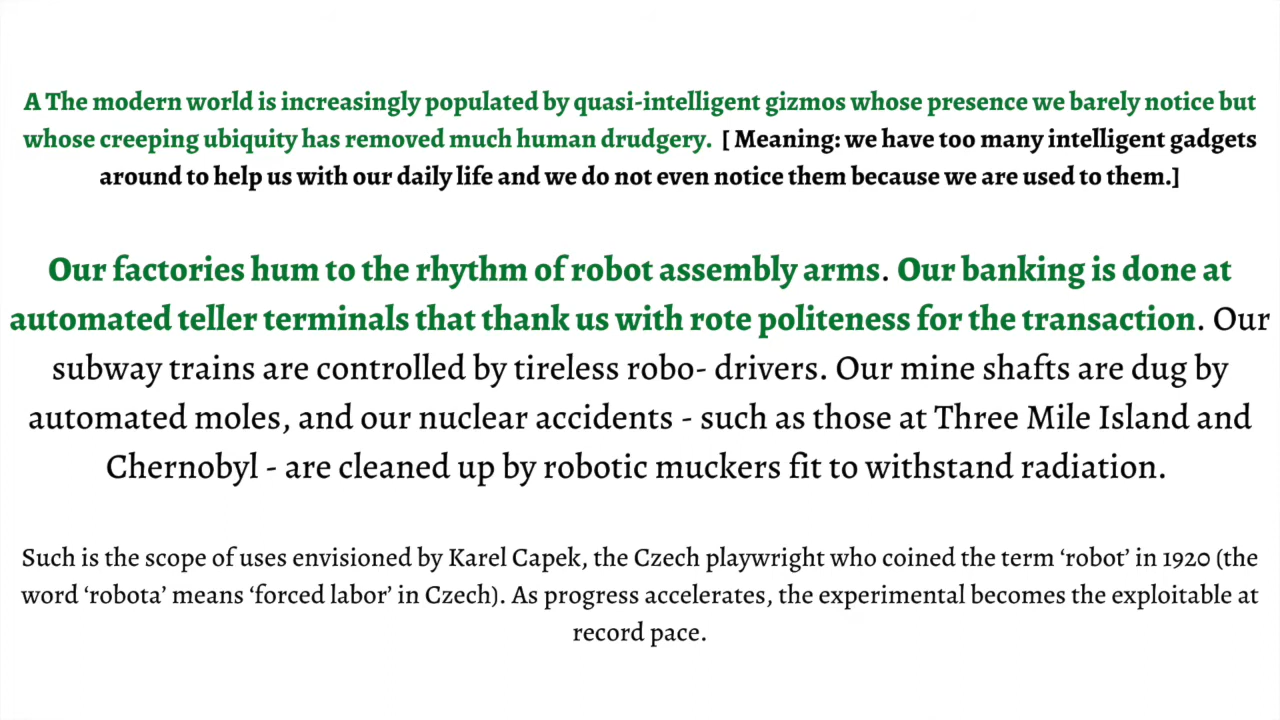 A The modern world is increasingly populated by quasi-intelligent gizmos whose presence we barely notice but
whose creeping ubiquity has removed much human drudgery. [ Meaning: we have too many intelligent gadgets
around to help us with our daily life and we do not even notice them because we are used to them.]
Our factories hum to the rhythm of robot assembly arms. Our banking is done at
automated teller terminals that thank us with rote politeness for the transaction. Our
subway trains are controlled by tireless robo- drivers. Our mine shafts are dug by
automated moles, and our nuclear accidents - such as those at Three Mile Island and
Chernobyl - are cleaned up by robotic muckers fit to withstand radiation.
Such is the scope of uses envisioned by Karel Capek, the Czech playwright who coined the term ‘robot’ in 1920 (the
word ‘robota’ means ‘forced labor’ in Czech). As progress accelerates, the experimental becomes the exploitable at
record pace.